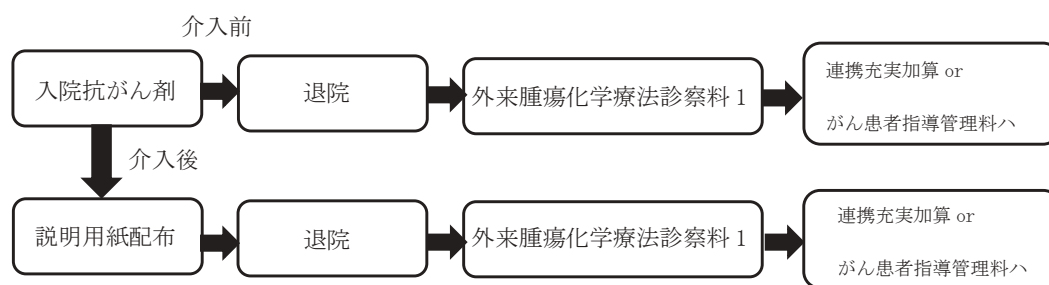 介入前
入院抗がん剤
退院
外来腫瘍化学療法診察料 1
連携充実加算 or
がん患者指導管理料ハ
介入後
説明用紙配布
退院
外来腫瘍化学療法診察料 1
連携充実加算 or
がん患者指導管理料ハ